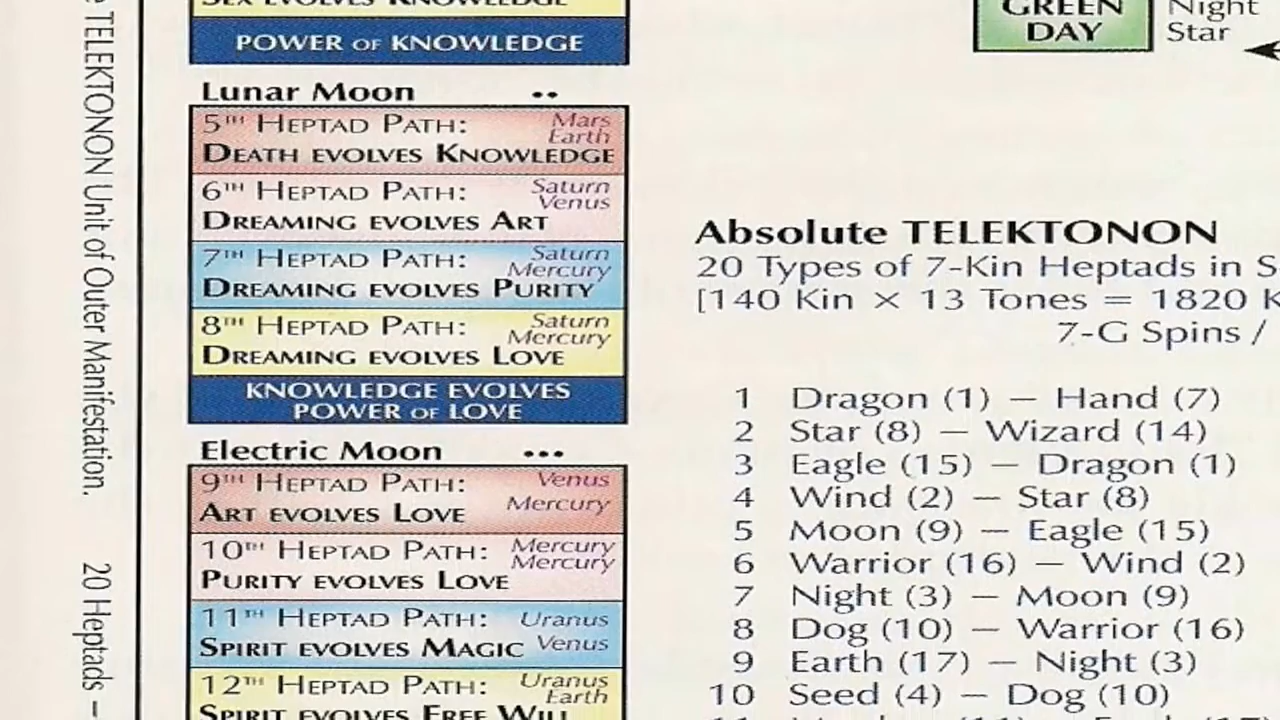 e TELEKTONON Unit of Outer Manifestation. 20 Heptads –
SEX EVOLVES KNOWLEDGE
POWER OF KNOWLEDGE
Lunar Moon ••
5TH HEPTAD PATH: Mars Earth
DEATH EVOLVES KNOWLEDGE
6TH HEPTAD PATH: Saturn Venus
DREAMING EVOLVES ART
7TH HEPTAD PATH: Saturn Mercury
DREAMING EVOLVES PURITY
8TH HEPTAD PATH: Saturn Mercury
DREAMING EVOLVES LOVE
KNOWLEDGE EVOLVES
POWER OF LOVE
Electric Moon •••
9TH HEPTAD PATH: Venus
ART EVOLVES LOVE Mercury
10TH HEPTAD PATH: Mercury Mercury
PURITY EVOLVES LOVE
11TH HEPTAD PATH: Uranus
SPIRIT EVOLVES MAGIC Venus
12TH HEPTAD PATH: Uranus Earth
SPIRIT EVOLVES FREE WILL
GREEN
DAY
Night
Star
Absolute TELEKTONON
20 Types of 7-Kin Heptads in S
[140 Kin × 13 Tones = 1820 K
7-G Spins /
1 Dragon (1) – Hand (7)
2 Star (8) – Wizard (14)
3 Eagle (15) – Dragon (1)
4 Wind (2) – Star (8)
5 Moon (9) – Eagle (15)
6 Warrior (16) – Wind (2)
7 Night (3) – Moon (9)
8 Dog (10) – Warrior (16)
9 Earth (17) – Night (3)
10 Seed (4) – Dog (10)